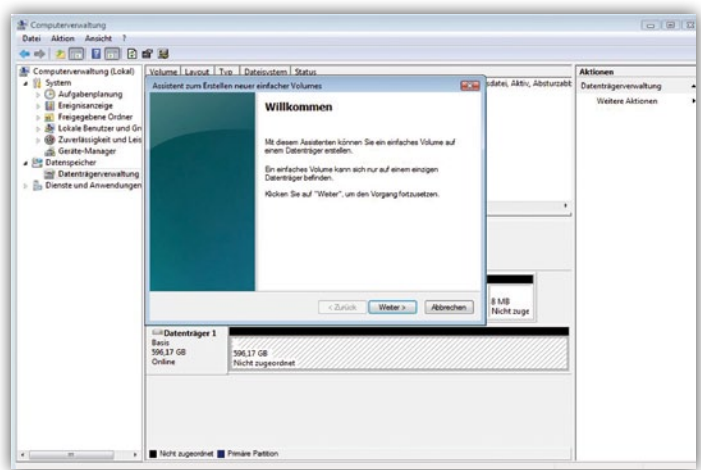 Computerverwaltung
Datei Aktion Ansicht ?
Computerverwaltung (Lokal)
System
Aufgabenplanung
Ereignisanzeige
Freigegebene Ordner
Lokale Benutzer und Gr
Zuverlässigkeit und Leis
Geräte-Manager
Datenspeicher
Datenträgerverwaltung
Dienste und Anwendungen
Volume Layout Typ Dateisystem Status
sdatei, Aktiv, Absturzabb
Assistent zum Erstellen neuer einfacher Volumes
Willkommen
Mit diesem Assistenten können Sie ein einfaches Volume auf
einem Datenträger erstellen.
Ein einfaches Volume kann sich nur auf einem einzigen
Datenträger befinden.
Klicken Sie auf "Weiter", um den Vorgang fortzusetzen.
< Zurück Weiter > Abbrechen
8 MB
Nicht zuge
Datenträger 1
Basis
596,17 GB
Online
596,17 GB
Nicht zugeordnet
Nicht zugeordnet Primäre Partition
Aktionen
Datenträgerverwaltung
Weitere Aktionen